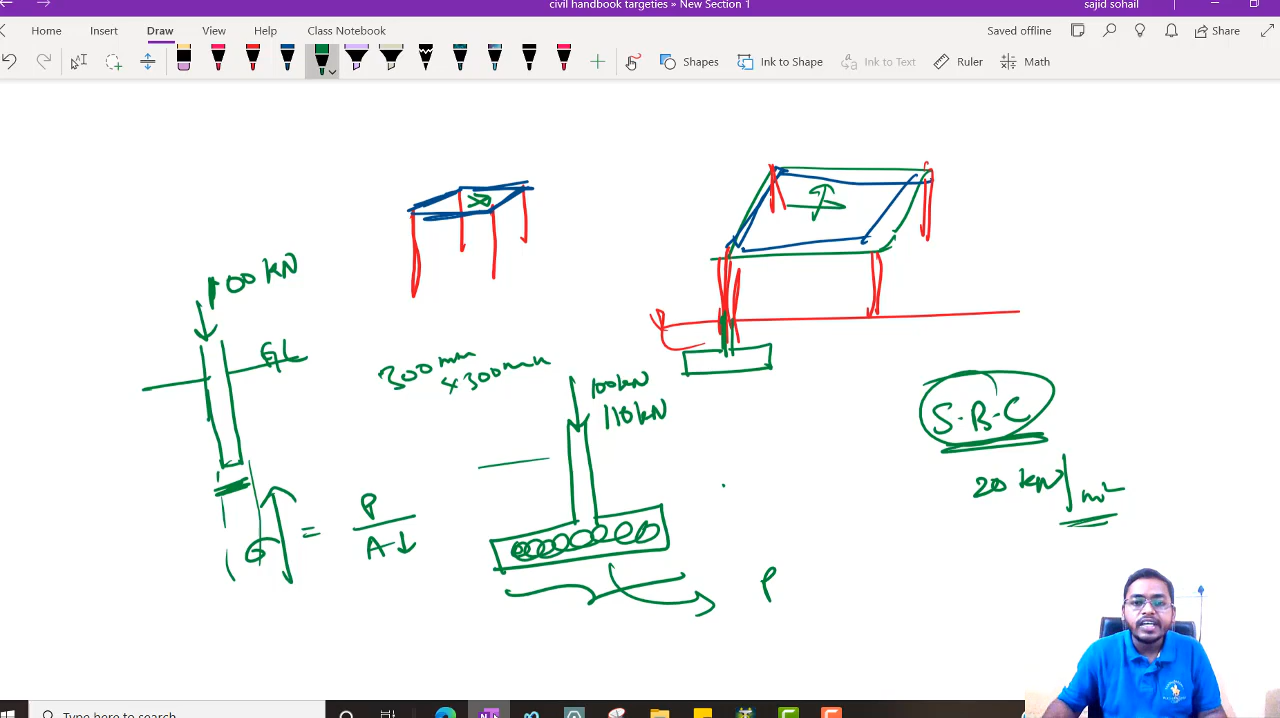 civil handbook targeties » New Section 1
sajid sohail
Home
Insert
Draw
View
Help
Class Notebook
Saved offline
Share
Shapes
Ink to Shape
Ink to Text
Ruler
Math
100 kN
GL
300mm
x 300mm
100kN
110kN
S.B.C
20 kN/m²
σ = P/A↓
P
Type here to search